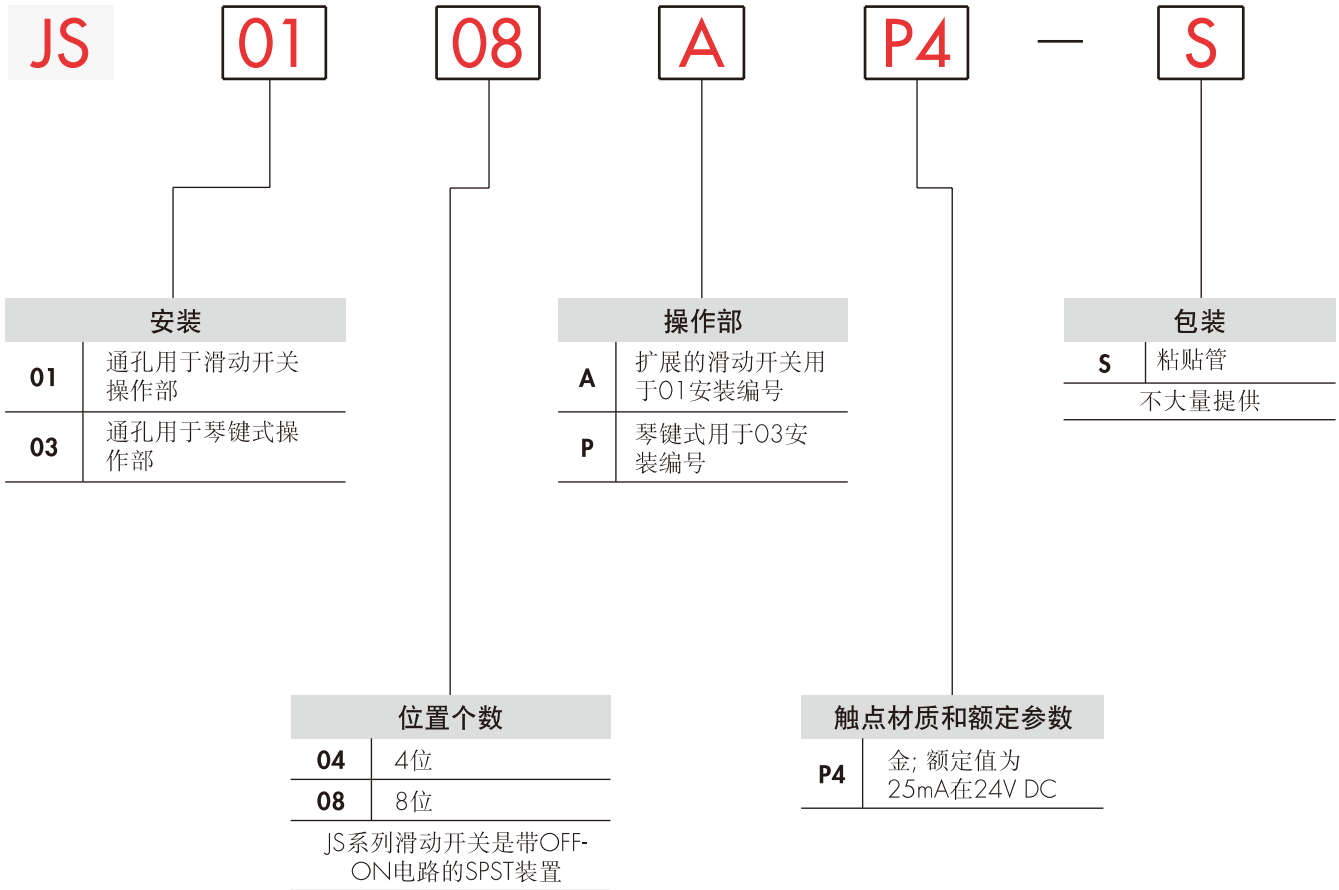 JS 01 08 A P4 — S
安装
01 通孔用于滑动开关
操作部
03 通孔用于琴键式操
作部
操作部
A 扩展的滑动开关用
于01安装编号
P 琴键式用于03安
装编号
包装
S 粘贴管
不大量提供
位置个数
04 4位
08 8位
JS系列滑动开关是带OFF-
ON电路的SPST装置
触点材质和额定参数
P4 金; 额定值为
25mA在24V DC